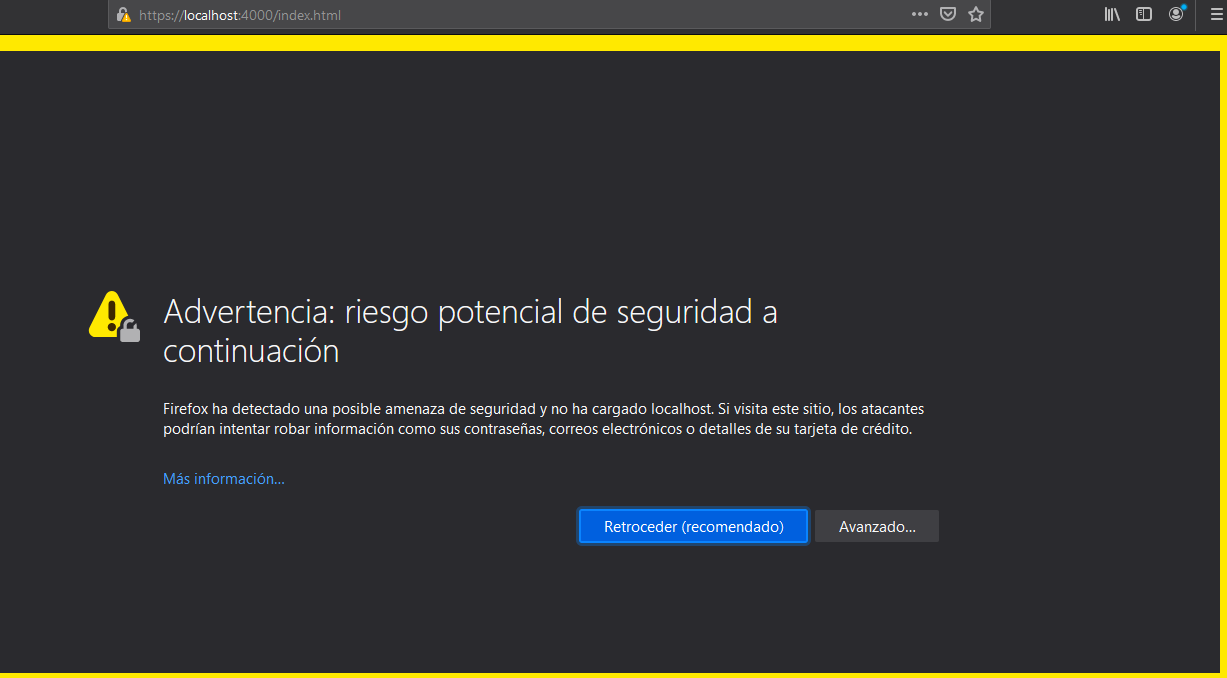 https://localhost:4000/index.html
Advertencia: riesgo potencial de seguridad a
continuación
Firefox ha detectado una posible amenaza de seguridad y no ha cargado localhost. Si visita este sitio, los atacantes
podrían intentar robar información como sus contraseñas, correos electrónicos o detalles de su tarjeta de crédito.
Más información...
Retroceder (recomendado) Avanzado...